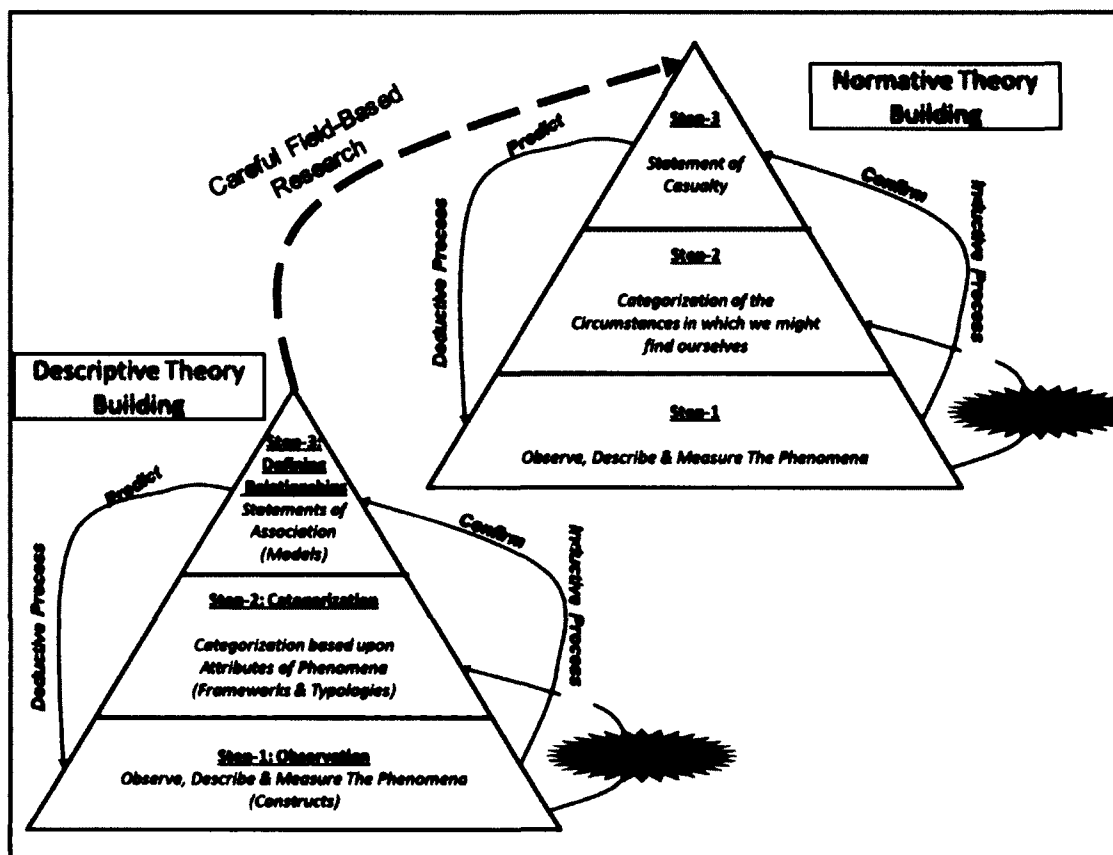 Careful Field-Based
Research
Normative Theory
Building
Step-3
Statement of
Casualty
Predict
Confirm
Deductive Process
Inductive Process
Step-2
Categorization of the
Circumstances in which we might
find ourselves
Step-1
Observe, Describe & Measure The Phenomena
Descriptive Theory
Building
Step-3:
Defining
Relationships
Statements of
Association
(Models)
Predict
Confirm
Deductive Process
Inductive Process
Step-2: Categorization
Categorization based upon
Attributes of Phenomena
(Frameworks & Typologies)
Step-1: Observation
Observe, Describe & Measure The Phenomena
(Constructs)